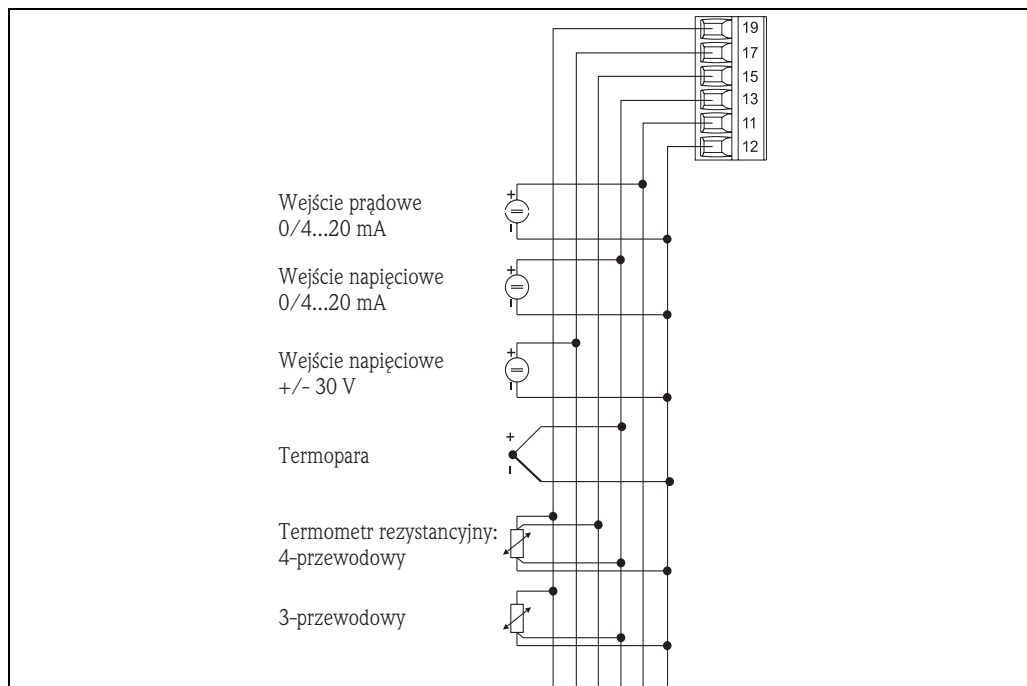 19
17
15
13
11
12
Wejście prądowe
0/4...20 mA
+
Wejście napięciowe
0/4...20 mA
+
Wejście napięciowe
+/- 30 V
+
Termopara
+
-
Termometr rezystancyjny:
4-przewodowy
3-przewodowy